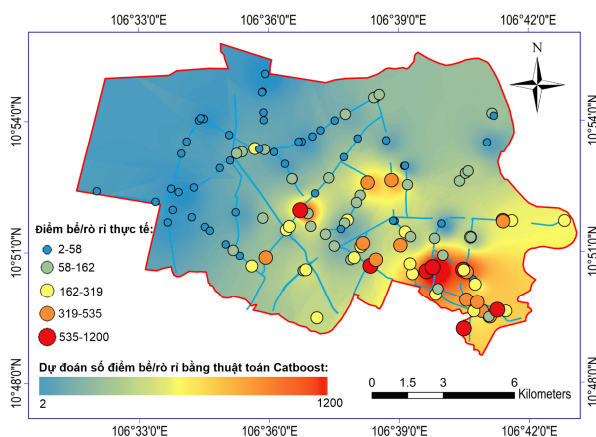 106°33'0"E 106°36'0"E 106°39'0"E 106°42'0"E
N
10°54'0"N 10°54'0"N
10°51'0"N 10°51'0"N
10°48'0"N 10°48'0"N
Điểm bể/rò rỉ thực tế:
2-58
58-162
162-319
319-535
535-1200
Dự đoán số điểm bể/rò rỉ bằng thuật toán Catboost:
2 1200
0 1.5 3 6
Kilometers
106°33'0"E 106°36'0"E 106°39'0"E 106°42'0"E